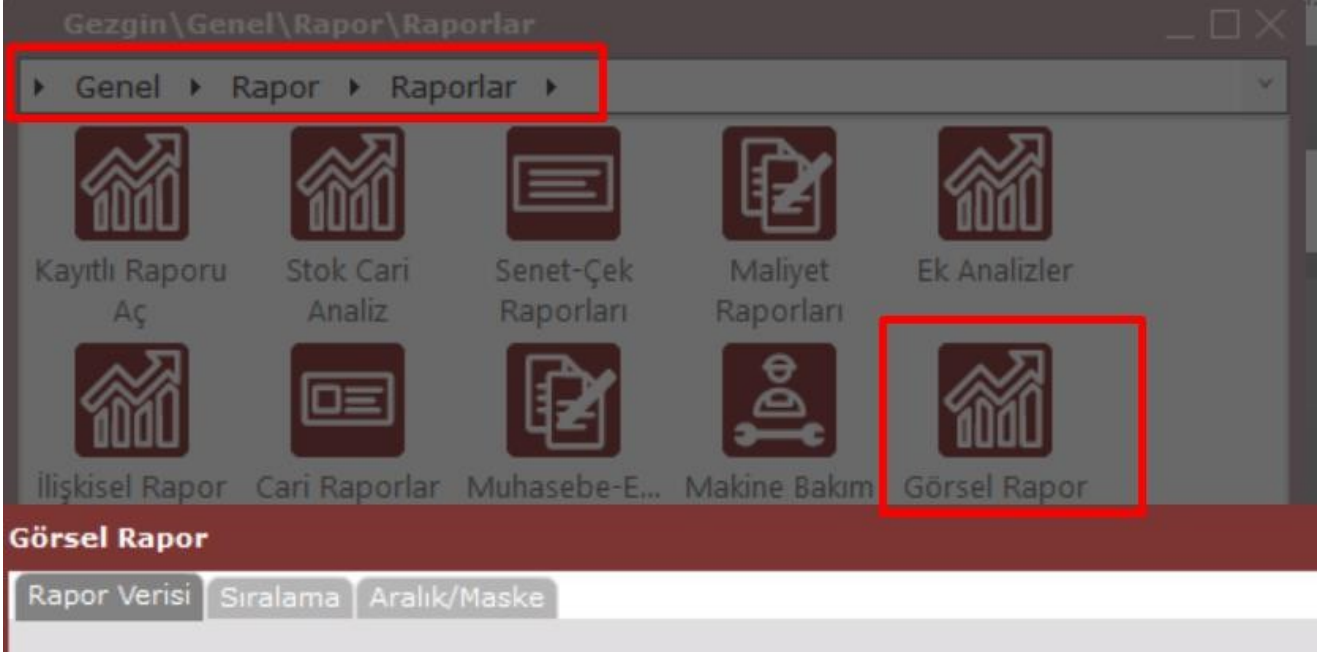 Gezgin\Genel\Rapor\Raporlar
Genel Rapor Raporlar
Kayıtlı Raporu Aç
Stok Cari Analiz
Senet-Çek Raporları
Maliyet Raporları
Ek Analizler
İlişkisel Rapor
Cari Raporlar
Muhasebe-E...
Makine Bakım
Görsel Rapor
Görsel Rapor
Rapor Verisi Sıralama Aralık/Maske